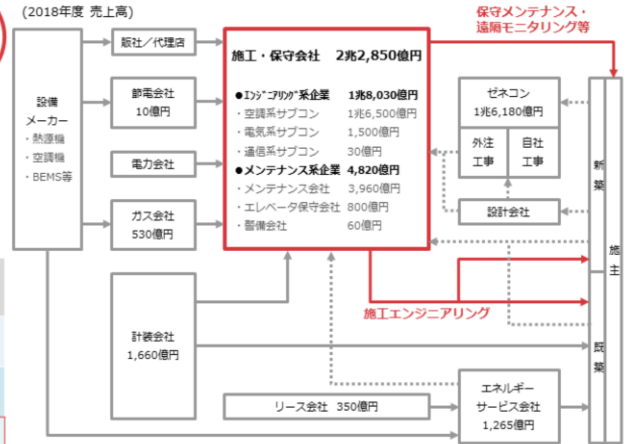 (2018年度 売上高)
保守メンテナンス・
遠隔モニタリング等
設備
メーカー
・熱源機
・空調機
・BEMS等
販社／代理店
節電会社
10億円
電力会社
ガス会社
530億円
計装会社
1,660億円
施工・保守会社 2兆2,850億円
●エンジニアリング系企業 1兆8,030億円
・空調系サブコン 1兆6,500億円
・電気系サブコン 1,500億円
・通信系サブコン 30億円
●メンテナンス系企業 4,820億円
・メンテナンス会社 3,960億円
・エレベータ保守会社 800億円
・警備会社 60億円
ゼネコン
1兆6,180億円
外注
工事
自社
工事
設計会社
施工エンジニアリング
リース会社 350億円
エネルギー
サービス会社
1,265億円
新築
既築
施主